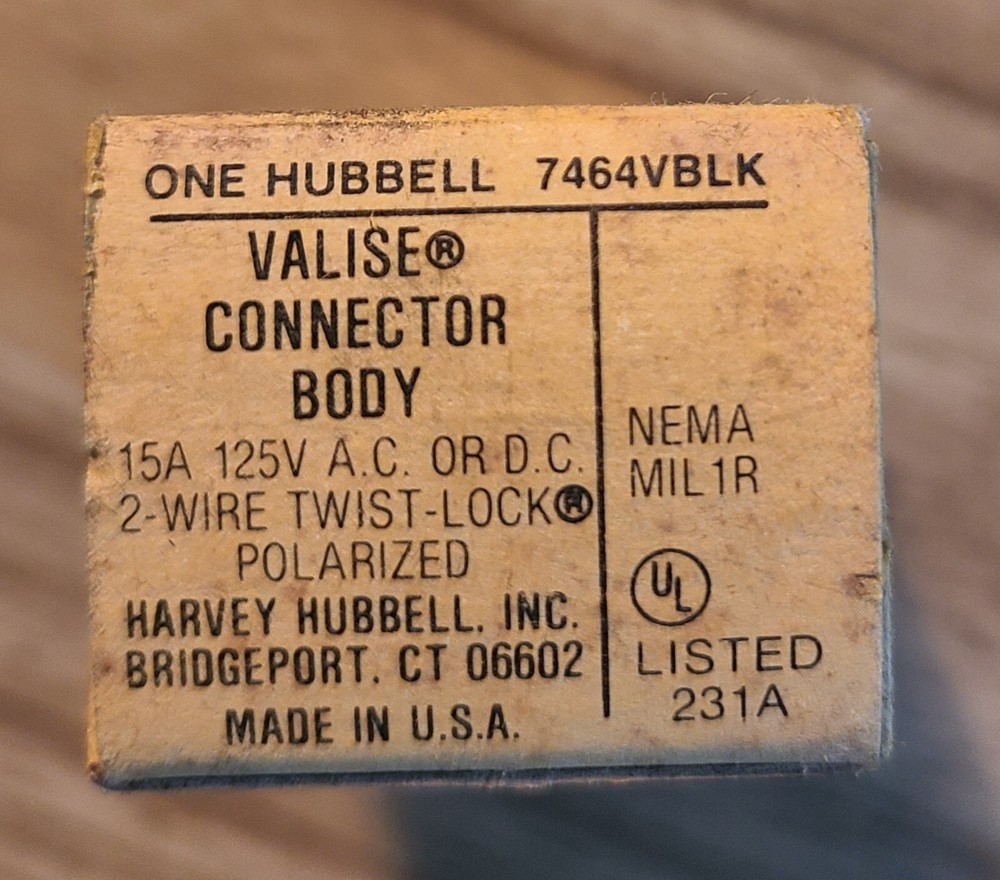 ONE HUBBELL 7464VBLK
VALISE®
CONNECTOR
BODY
15A 125V A.C. OR D.C.
2-WIRE TWIST-LOCK®
POLARIZED
HARVEY HUBBELL, INC.
BRIDGEPORT, CT 06602
MADE IN U.S.A.
NEMA
ML1R
UL
LISTED
231A